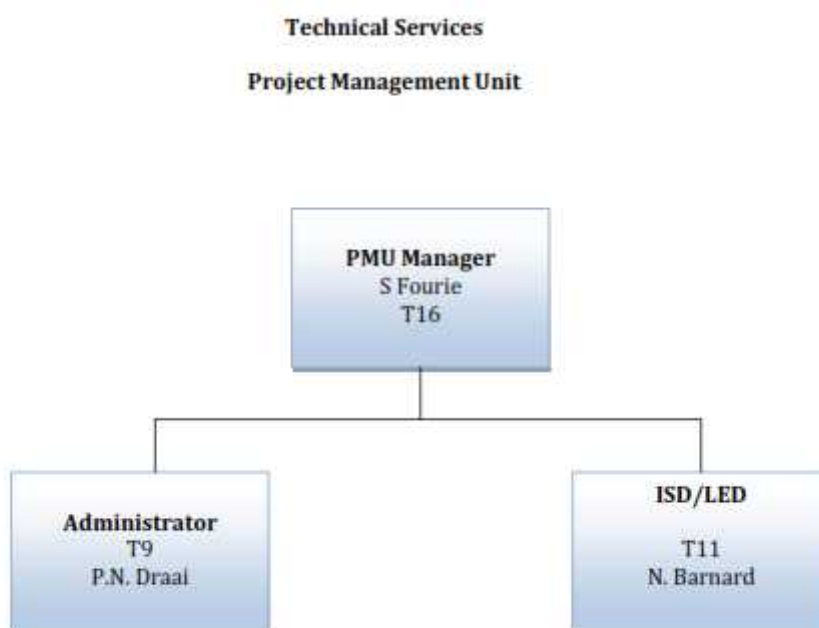 Technical Services
Project Management Unit
PMU Manager
S Fourie
T16
Administrator
T9
P.N. Draai
ISD/LED
T11
N. Barnard